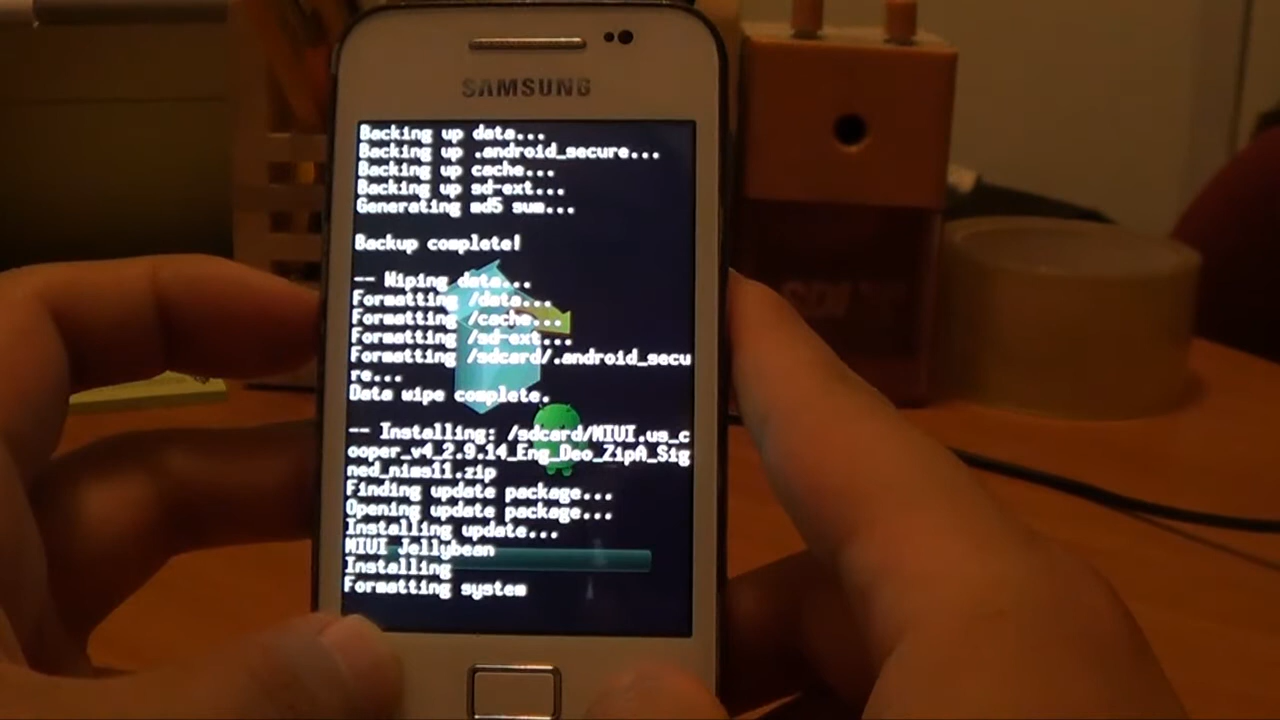 SAMSUNG
Backing up data...
Backing up .android_secure...
Backing up cache...
Backing up sd-ext...
Generating md5 sum...
Backup complete!
-- Wiping data...
Formatting /data...
Formatting /cache...
Formatting /sd-ext...
Formatting /sdcard/.android_secu
re...
Data wipe complete.
-- Installing: /sdcard/MIUI.us_c
ooper_v4_2.9.14_Eng_Deo_ZipA_Sig
ned_nims11.zip
Finding update package...
Opening update package...
Installing update...
MIUI Jellybean
Installing
Formatting system